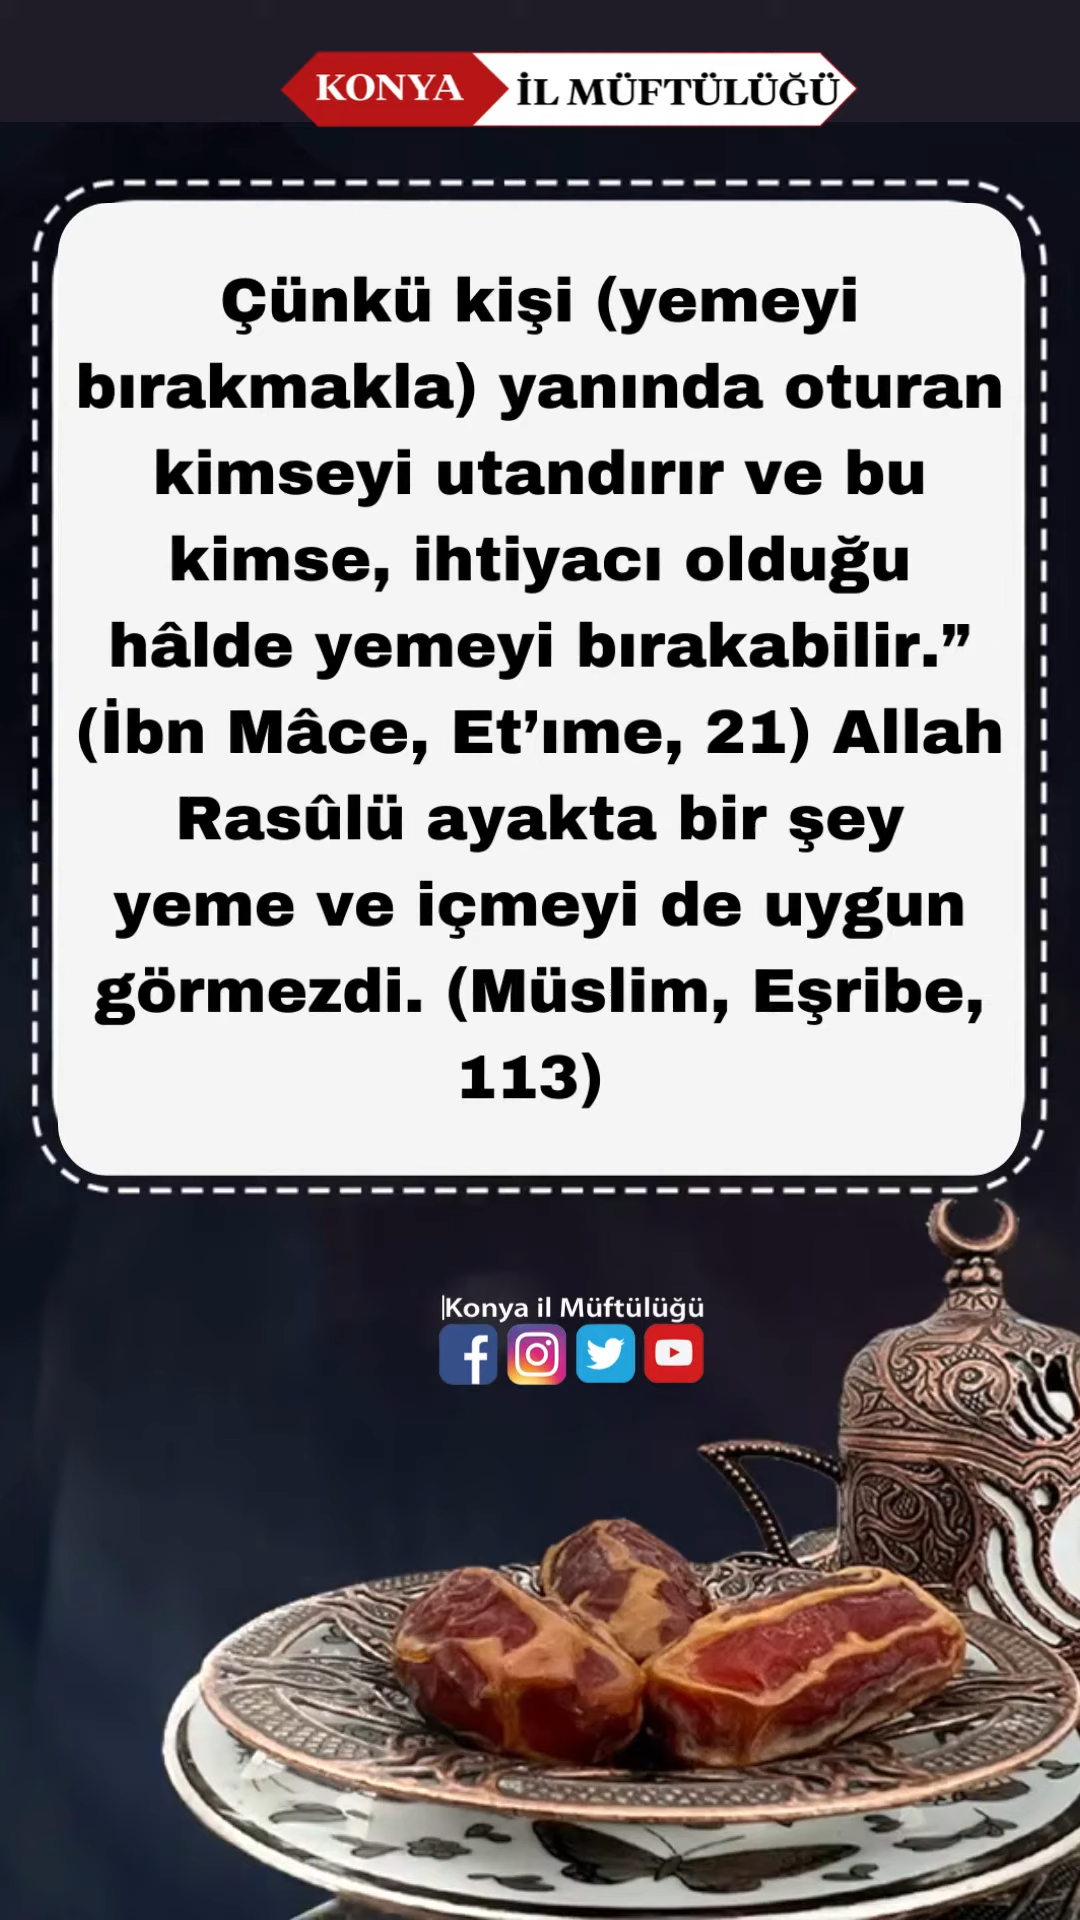 KONYA İL MÜFTÜLÜĞÜ
Çünkü kişi (yemeyi
bırakmakla) yanında oturan
kimseyi utandırır ve bu
kimse, ihtiyacı olduğu
hâlde yemeyi bırakabilir.”
(İbn Mâce, Et’ıme, 21) Allah
Rasûlü ayakta bir şey
yeme ve içmeyi de uygun
görmezdi. (Müslim, Eşribe,
113)
Konya il Müftülüğü